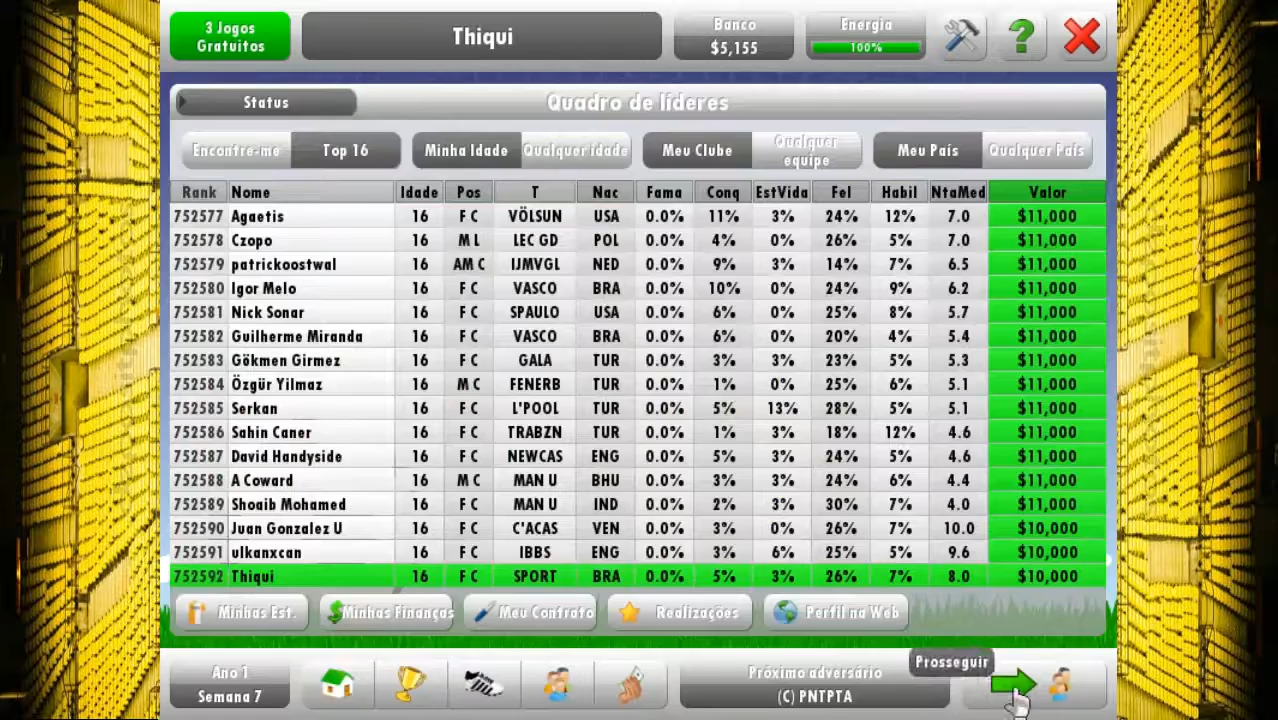 3 Jogos
Gratuitos
Thiqui
Banco
$5,155
Energia
100%
?
Status
Quadro de líderes
Encontre-me Top 16 Minha Idade Qualquer idade Meu Clube Qualquer equipe Meu País Qualquer País
Rank Nome Idade Pos T Nac Fama Conq EstVida Fel Habil NtaMed Valor
752577 Agaetis 16 F C VÖLSUN USA 0.0% 11% 3% 24% 12% 7.0 $11,000
752578 Czopo 16 M L LEC GD POL 0.0% 4% 0% 26% 5% 7.0 $11,000
752579 patrickoostwal 16 AM C IJMVGL NED 0.0% 9% 3% 14% 7% 6.5 $11,000
752580 Igor Melo 16 F C VASCO BRA 0.0% 10% 0% 24% 9% 6.2 $11,000
752581 Nick Sonar 16 F C SPAULO USA 0.0% 6% 0% 25% 8% 5.7 $11,000
752582 Guilherme Miranda 16 F C VASCO BRA 0.0% 6% 0% 20% 4% 5.4 $11,000
752583 Gökmen Girmez 16 F C GALA TUR 0.0% 3% 3% 23% 5% 5.3 $11,000
752584 Özgür Yilmaz 16 M C FENERB TUR 0.0% 1% 0% 25% 6% 5.1 $11,000
752585 Serkan 16 F C L'POOL TUR 0.0% 5% 13% 28% 5% 5.1 $11,000
752586 Sahin Caner 16 F C TRABZN TUR 0.0% 1% 3% 18% 12% 4.6 $11,000
752587 David Handyside 16 F C NEWCAS ENG 0.0% 5% 3% 24% 5% 4.6 $11,000
752588 A Coward 16 M C MAN U BHU 0.0% 3% 3% 24% 6% 4.4 $11,000
752589 Shoaib Mohamed 16 F C MAN U IND 0.0% 2% 3% 30% 7% 4.0 $11,000
752590 Juan Gonzalez U 16 F C C'ACAS VEN 0.0% 3% 0% 26% 7% 10.0 $10,000
752591 ulkanxcan 16 F C IBBS ENG 0.0% 3% 6% 25% 5% 9.6 $10,000
752592 Thiqui 16 F C SPORT BRA 0.0% 5% 3% 26% 7% 8.0 $10,000
Minhas Est. Minhas Finanças Meu Contrato Realizações Perfil na Web
Prosseguir
Ano 1
Semana 7
Próximo adversário
(C) PNTPTA